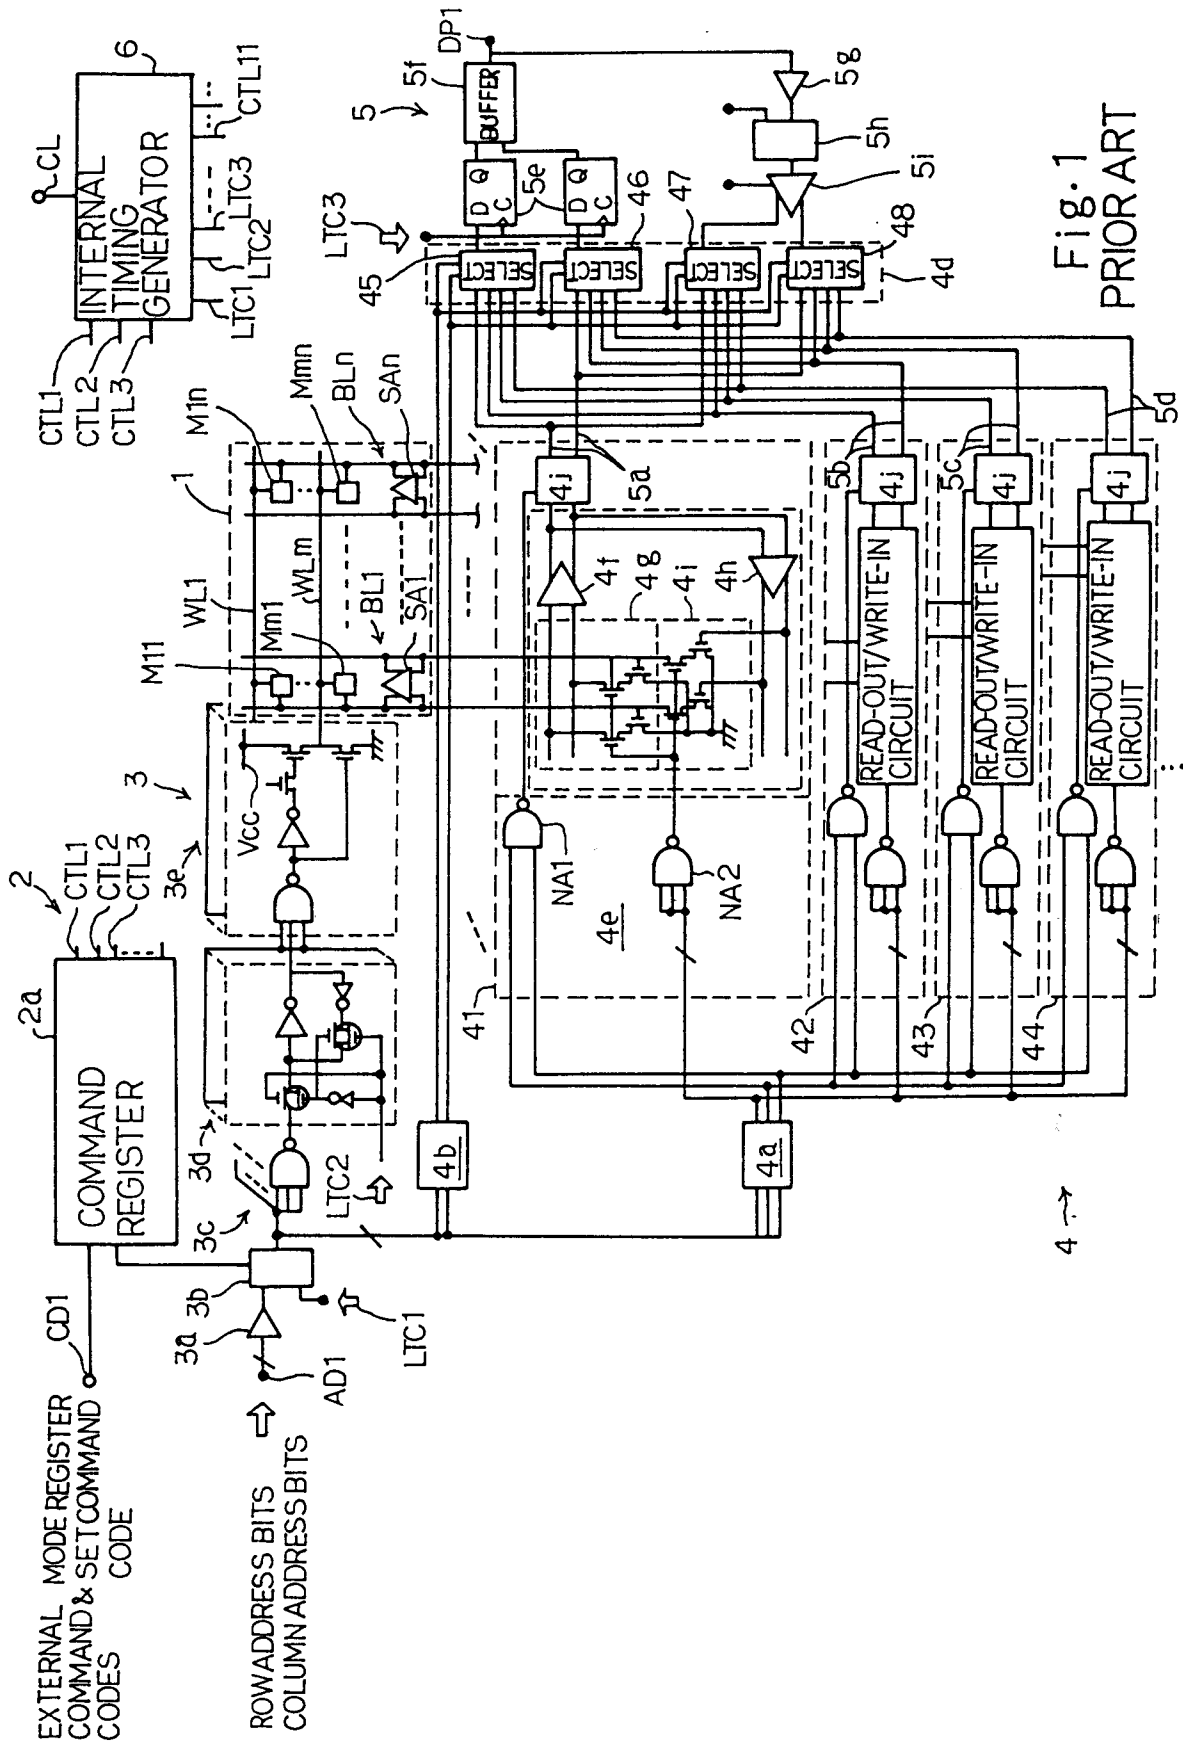 EXTERNAL MODE REGISTER
COMMAND & SET COMMAND
CODES CODE
CD1
COMMAND
REGISTER
2a
2
CTL1
CTL2
CTL3
CTL1
CTL2
CTL3
INTERNAL
TIMING
GENERATOR
CL
6
LTC1
LTC2
LTC3
CTL11
ROW ADDRESS BITS
COLUMN ADDRESS BITS
AD1
3a
3b
LTC1
3c
3d
LTC2
3e
3
Vcc
M11
WL1
Mm1
WLm
BL1
SA1
1
M1n
Mmn
BLn
SAn
4b
4a
4
41
4e
NA1
NA2
4f
4g
4i
4h
4j
5a
42
READ-OUT/WRITE-IN
CIRCUIT
4j
5b
43
READ-OUT/WRITE-IN
CIRCUIT
4j
5c
44
READ-OUT/WRITE-IN
CIRCUIT
4j
5d
LTC3
45
SELECT
46
SELECT
47
SELECT
48
SELECT
4d
5
D Q
C
5e
D Q
C
BUFFER
5f
DP1
5g
5h
5i
Fig. 1
PRIOR ART